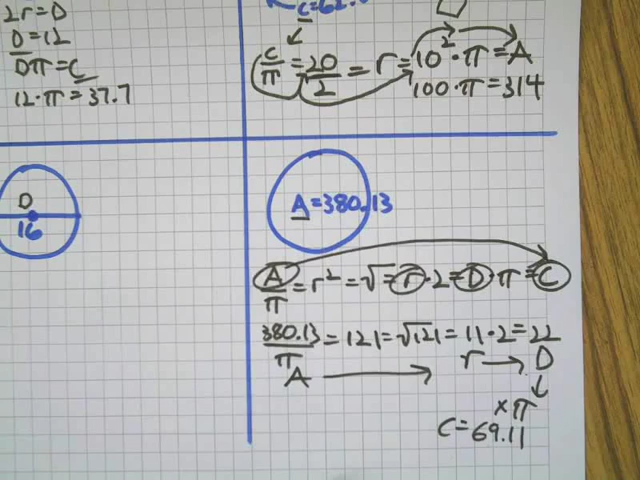 2r=D
D=12
Dπ=C
12·π=37.7
C=62.
C/π=20/2=r=10²·π=A
100·π=314
D
16
A=380.13
A/π=r²=√=r·2=D·π=C
380.13/π=121=√121=11·2=22
A → r → D
×π
C=69.11